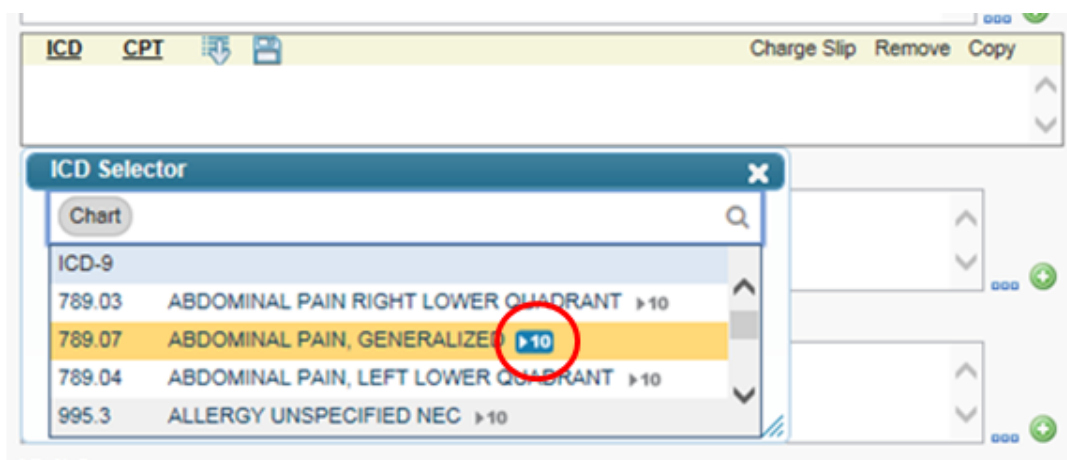 ICD CPT Charge Slip Remove Copy
ICD Selector
Chart
ICD-9
789.03 ABDOMINAL PAIN RIGHT LOWER QUADRANT ▸10
789.07 ABDOMINAL PAIN, GENERALIZED ▸10
789.04 ABDOMINAL PAIN, LEFT LOWER QUADRANT ▸10
995.3 ALLERGY UNSPECIFIED NEC ▸10